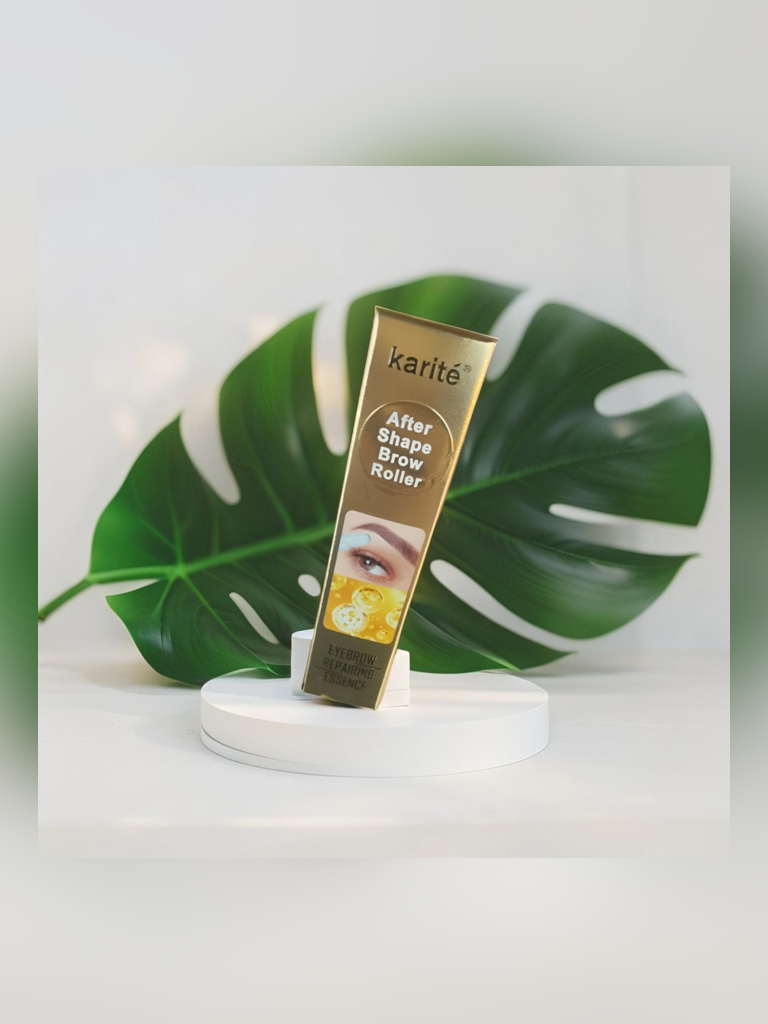 karité®
After
Shape
Brow
Roller
EYEBROW
REPAIRING
ESSENCE